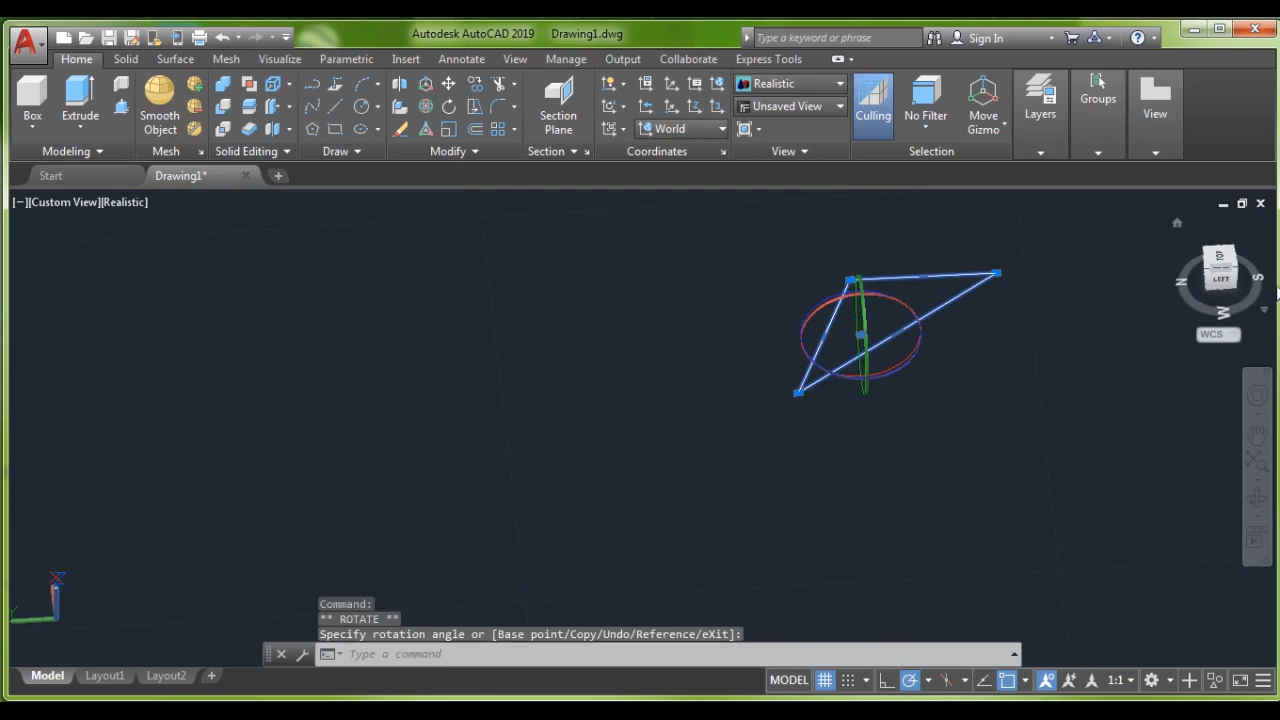 Autodesk AutoCAD 2019 Drawing1.dwg
Type a keyword or phrase
Sign In
Home Solid Surface Mesh Visualize Parametric Insert Annotate View Manage Output Collaborate Express Tools
Box
Extrude
Smooth
Object
Section
Plane
Realistic
Unsaved View
World
Culling
No Filter
Move
Gizmo
Layers
Groups
View
Modeling
Mesh
Solid Editing
Draw
Modify
Section
Coordinates
View
Selection
Start
Drawing1*
[−][Custom View][Realistic]
TOP
LEFT
N
S
W
WCS
X
Z
Y
Command:
** ROTATE **
Specify rotation angle or [Base point/Copy/Undo/Reference/eXit]:
Type a command
Model Layout1 Layout2
MODEL
1:1